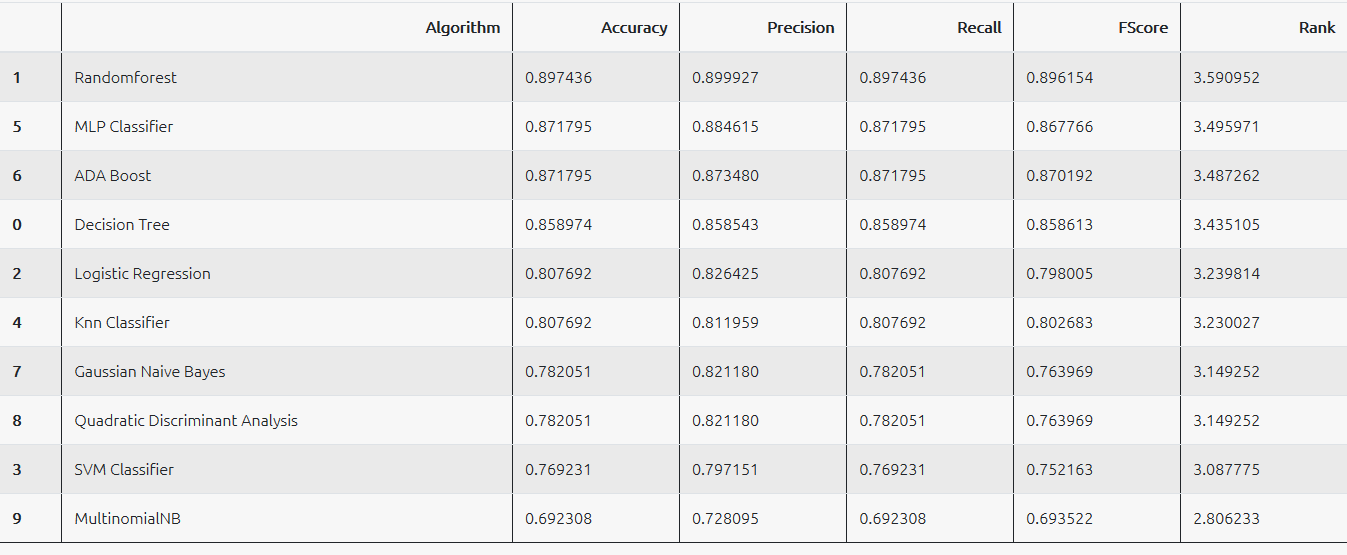 Algorithm Accuracy Precision Recall FScore Rank
1 Randomforest 0.897436 0.899927 0.897436 0.896154 3.590952
5 MLP Classifier 0.871795 0.884615 0.871795 0.867766 3.495971
6 ADA Boost 0.871795 0.873480 0.871795 0.870192 3.487262
0 Decision Tree 0.858974 0.858543 0.858974 0.858613 3.435105
2 Logistic Regression 0.807692 0.826425 0.807692 0.798005 3.239814
4 Knn Classifier 0.807692 0.811959 0.807692 0.802683 3.230027
7 Gaussian Naive Bayes 0.782051 0.821180 0.782051 0.763969 3.149252
8 Quadratic Discriminant Analysis 0.782051 0.821180 0.782051 0.763969 3.149252
3 SVM Classifier 0.769231 0.797151 0.769231 0.752163 3.087775
9 MultinomialNB 0.692308 0.728095 0.692308 0.693522 2.806233